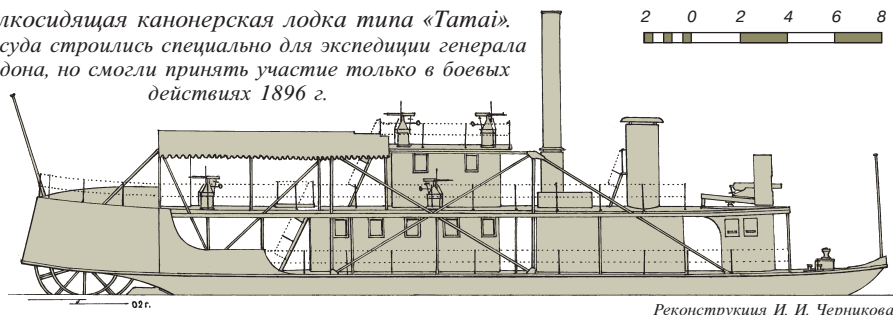 лкосидящая канонерская лодка типа «Tamai».
суда строились специально для экспедиции генерала
дона, но смогли принять участие только в боевых
действиях 1896 г.
2 0 2 4 6 8
02г.
Реконструкция И. И. Черникова